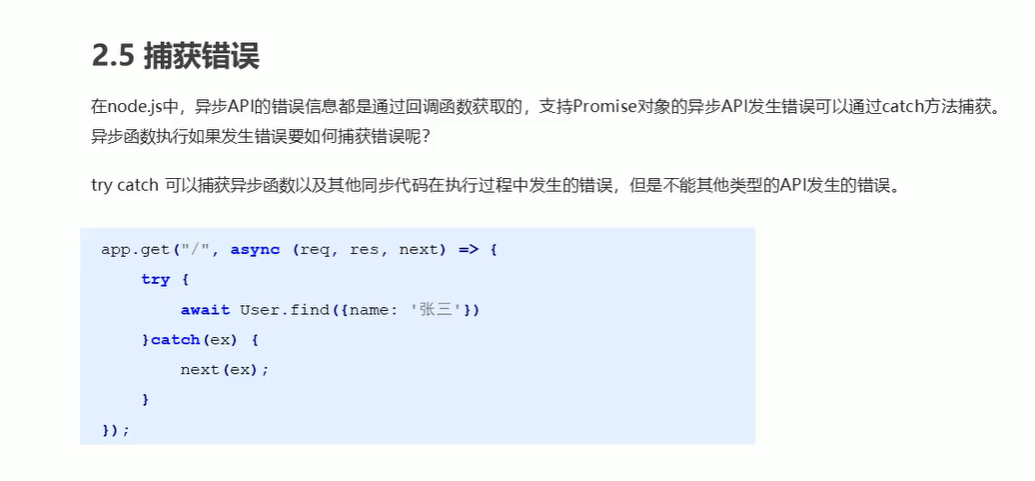 2.5 捕获错误
在node.js中，异步API的错误信息都是通过回调函数获取的，支持Promise对象的异步API发生错误可以通过catch方法捕获。
异步函数执行如果发生错误要如何捕获错误呢？
try catch 可以捕获异步函数以及其他同步代码在执行过程中发生的错误，但是不能其他类型的API发生的错误。
app.get("/", async (req, res, next) => {
    try {
        await User.find({name: '张三'})
    }catch(ex) {
        next(ex);
    }
});